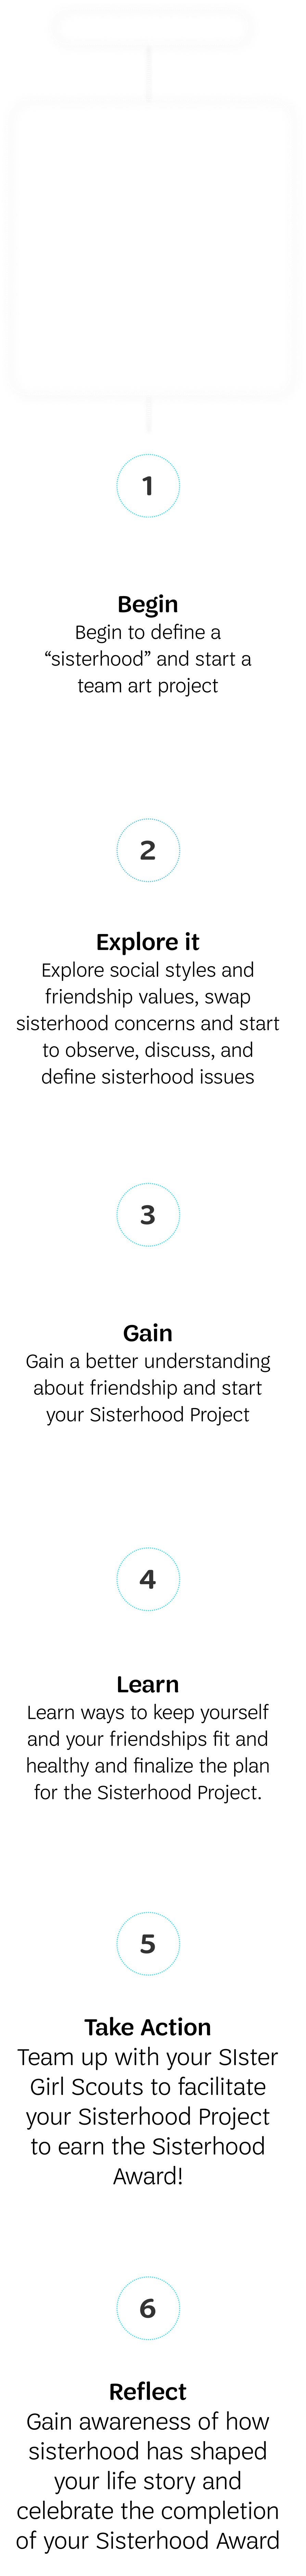 1
Begin
Begin to define a
“sisterhood” and start a
team art project
2
Explore it
Explore social styles and
friendship values, swap
sisterhood concerns and start
to observe, discuss, and
define sisterhood issues
3
Gain
Gain a better understanding
about friendship and start
your Sisterhood Project
4
Learn
Learn ways to keep yourself
and your friendships fit and
healthy and finalize the plan
for the Sisterhood Project.
5
Take Action
Team up with your SIster
Girl Scouts to facilitate
your Sisterhood Project
to earn the Sisterhood
Award!
6
Reflect
Gain awareness of how
sisterhood has shaped
your life story and
celebrate the completion
of your Sisterhood Award